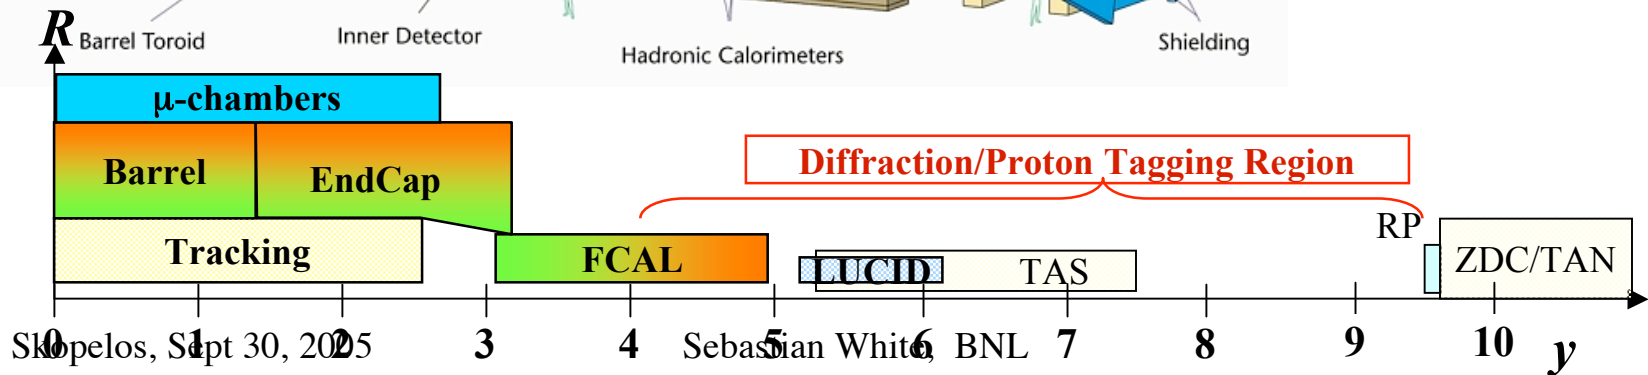 R
Barrel Toroid
Inner Detector
Hadronic Calorimeters
Shielding
μ-chambers
Barrel
EndCap
Diffraction/Proton Tagging Region
Tracking
FCAL
LUCID
TAS
RP
ZDC/TAN
0 1 2 3 4 5 6 7 8 9 10 y
Skopelos, Sept 30, 2005
Sebastian White, BNL